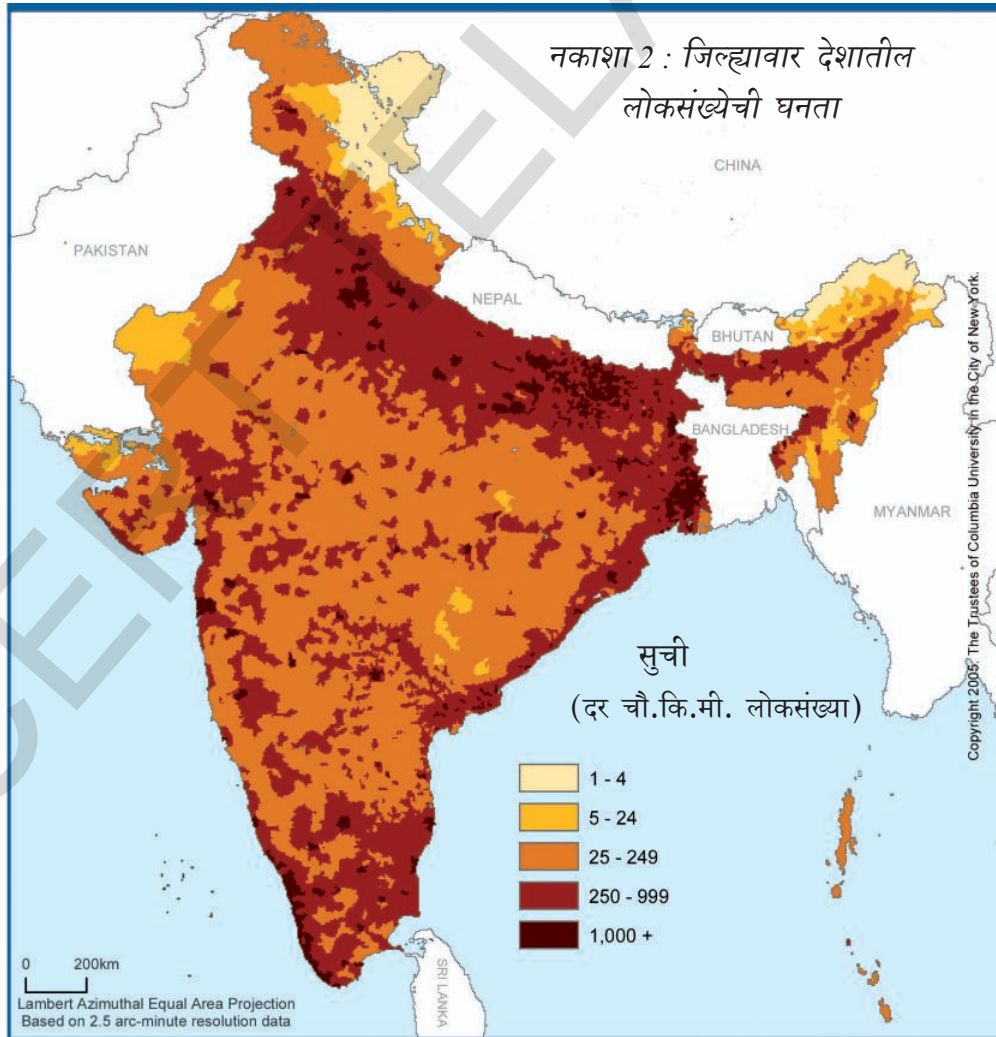 नकाशा 2 : जिल्ह्यावार देशातील
लोकसंख्येची घनता
CHINA
PAKISTAN
NEPAL
BHUTAN
BANGLADESH
MYANMAR
Copyright 2005. The Trustees of Columbia University in the City of New York.
सुची
(दर चौ.कि.मी. लोकसंख्या)
1 - 4
5 - 24
25 - 249
250 - 999
1,000 +
SRI LANKA
0 200km
Lambert Azimuthal Equal Area Projection
Based on 2.5 arc-minute resolution data